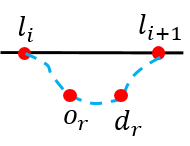 l_i l_{i+1}
o_r d_r